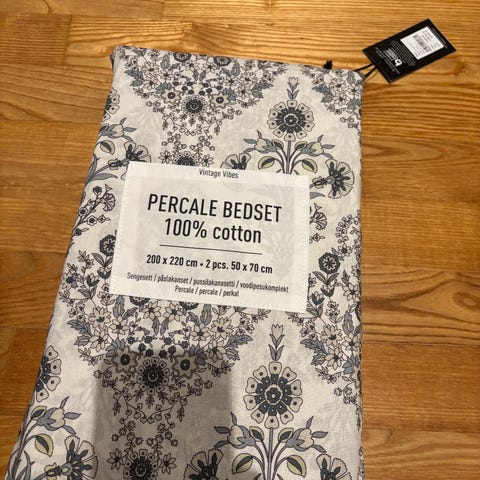 Vintage Vibes
PERCALE BEDSET
100% cotton
200 x 220 cm • 2 pcs. 50 x 70 cm
Sengesett / påslakanset / pussilakanasetti / voodipesukomplekt
Percale / percale / perkal